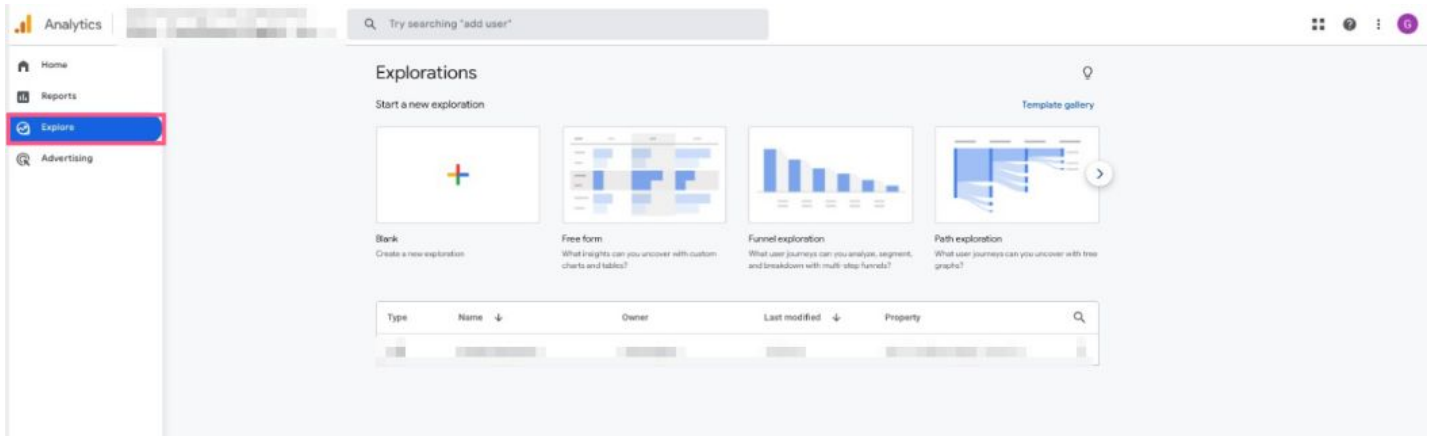 Analytics
Try searching "add user"
G
Home
Reports
Explore
Advertising
Explorations
Start a new exploration
Template gallery
Blank
Create a new exploration
Free form
What insights can you uncover with custom
charts and tables?
Funnel exploration
What user journeys can you analyze, segment,
and breakdown with multi-step funnels?
Path exploration
What user journeys can you uncover with tree
graphs?
Type Name Owner Last modified Property